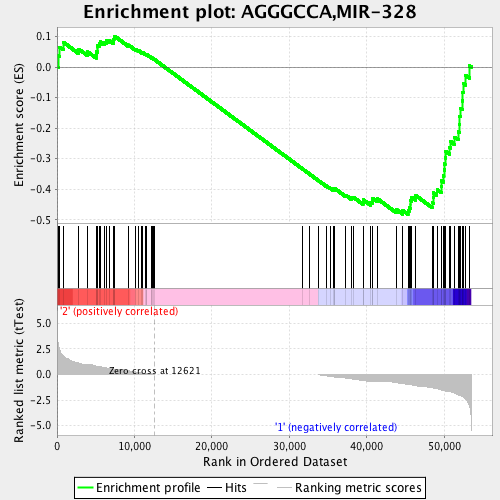 Enrichment plot: AGGGCCA,MIR-328
Enrichment score (ES)
0.1
0.0
-0.1
-0.2
-0.3
-0.4
-0.5
'2' (positively correlated)
Ranked list metric (tTest)
5.0
2.5
0.0
-2.5
-5.0
Zero cross at 12621
'1' (negatively correlated)
0 10,000 20,000 30,000 40,000 50,000
Rank in Ordered Dataset
Enrichment profile Hits Ranking metric scores